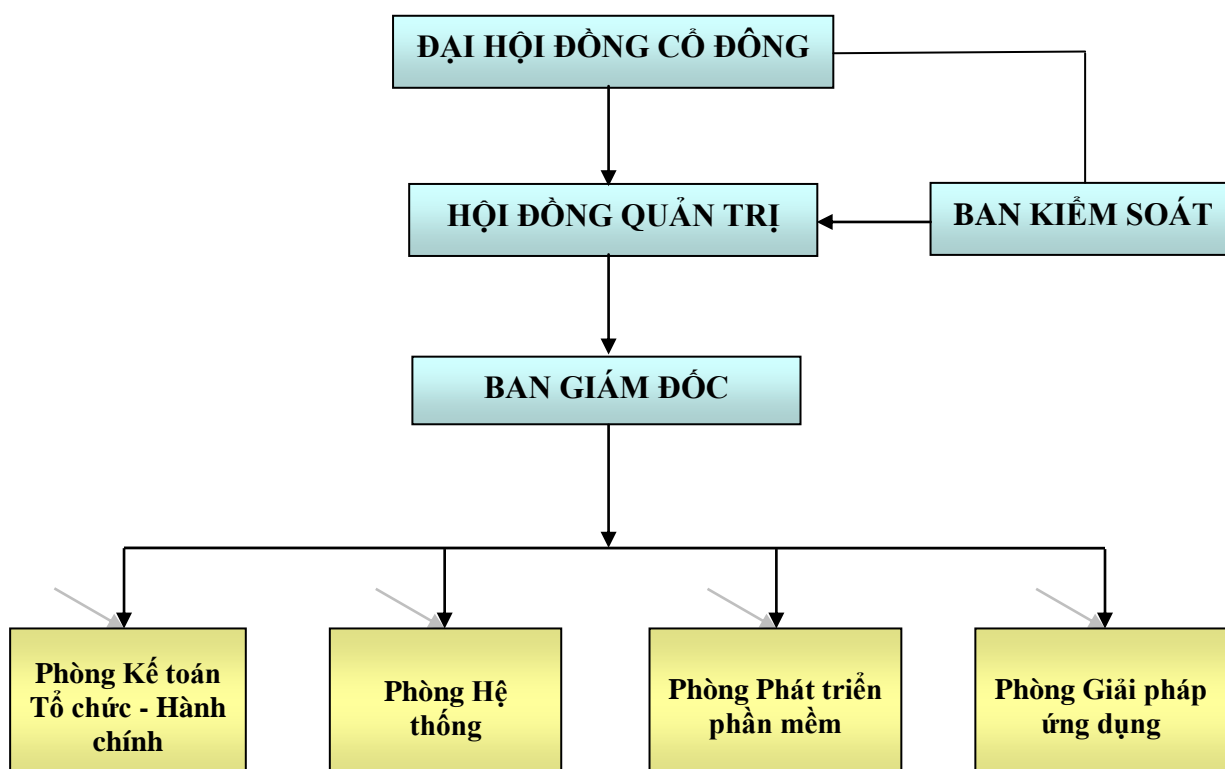 ĐẠI HỘI ĐỒNG CỔ ĐÔNG
HỘI ĐỒNG QUẢN TRỊ
BAN KIỂM SOÁT
BAN GIÁM ĐỐC
Phòng Kế toán
Tổ chức - Hành
chính
Phòng Hệ
thống
Phòng Phát triển
phần mềm
Phòng Giải pháp
ứng dụng